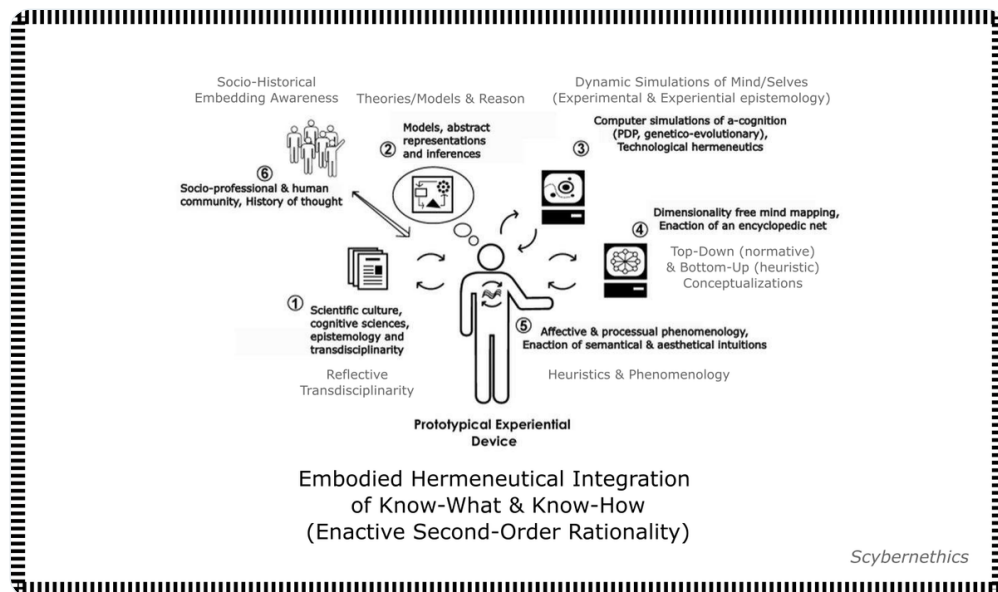 Socio-Historical
Embedding Awareness
Theories/Models & Reason
Dynamic Simulations of Mind/Selves
(Experimental & Experiential epistemology)
② Models, abstract
representations
and inferences
③ Computer simulations of a-cognition
(PDP, genetico-evolutionary),
Technological hermeneutics
⑥
Socio-professional & human
community, History of thought
④ Dimensionality free mind mapping,
Enaction of an encyclopedic net
Top-Down (normative)
& Bottom-Up (heuristic)
Conceptualizations
① Scientific culture,
cognitive sciences,
epistemology and
transdisciplinarity
⑤ Affective & processual phenomenology,
Enaction of semantical & aesthetical intuitions
Reflective
Transdisciplinarity
Heuristics & Phenomenology
Prototypical Experiential
Device
Embodied Hermeneutical Integration
of Know-What & Know-How
(Enactive Second-Order Rationality)
Scybernethics